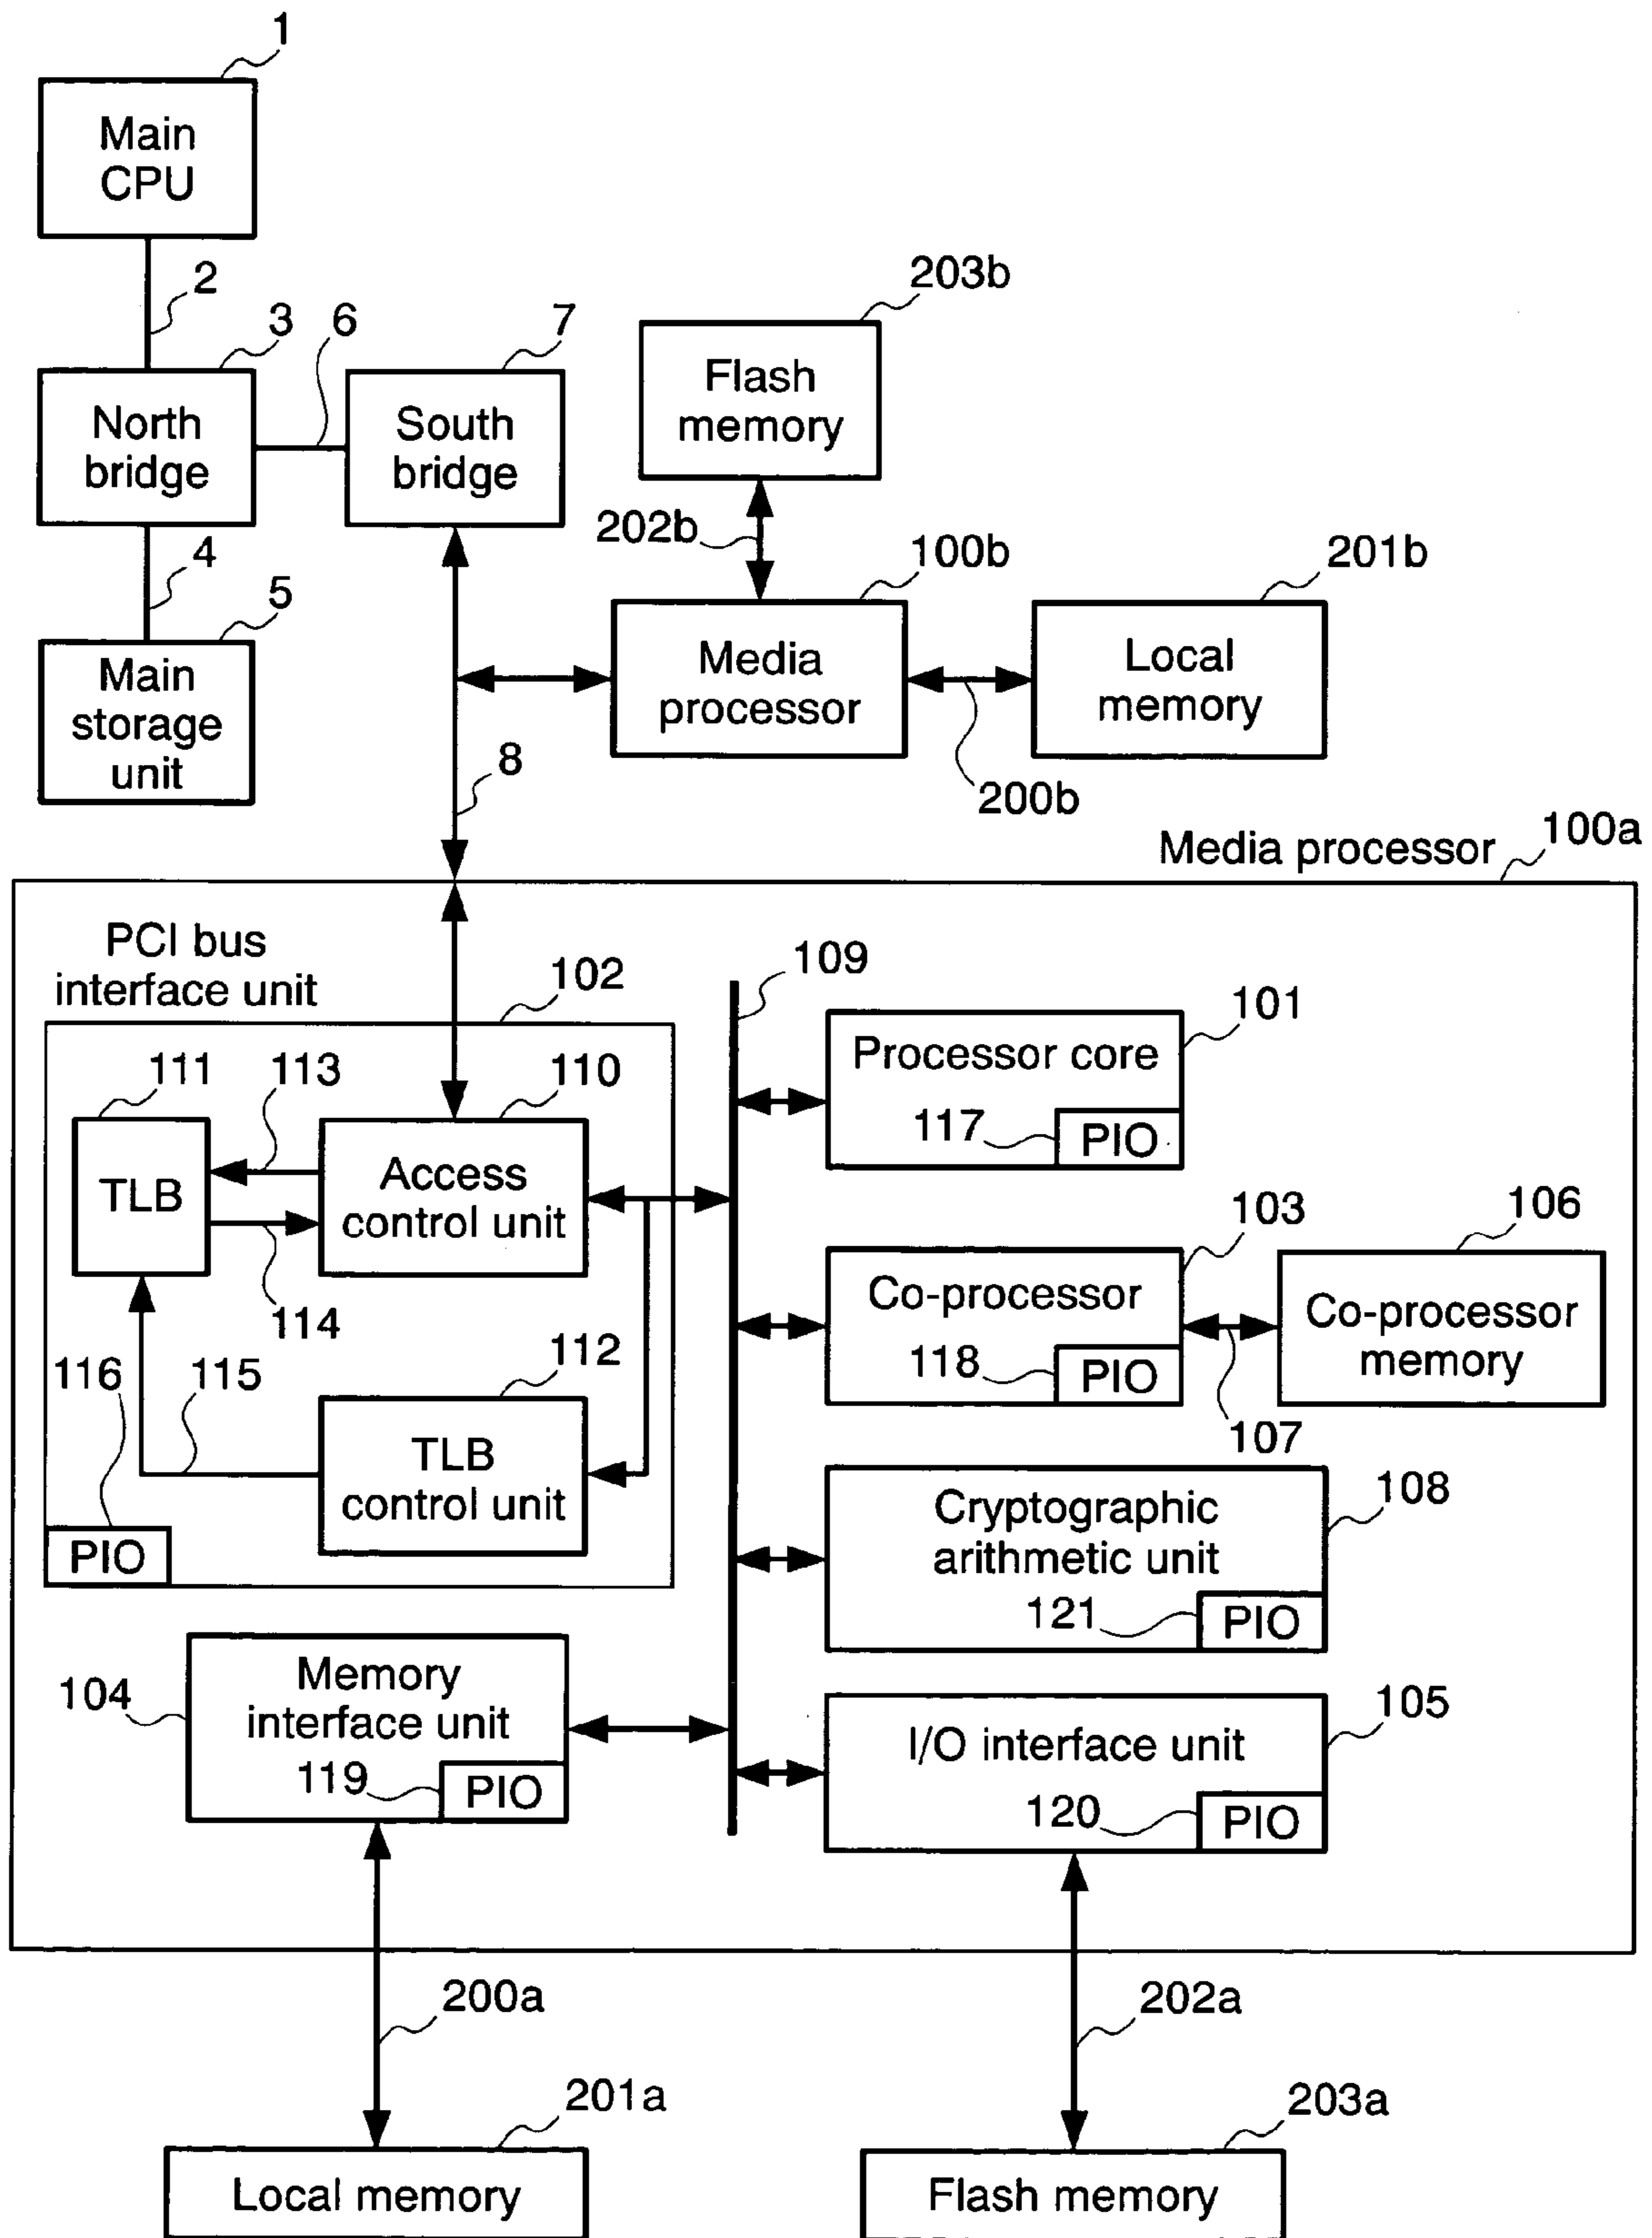 1
Main
CPU
2
3
6
7
North
bridge
South
bridge
203b
Flash
memory
202b
100b
201b
4
5
Main
storage
unit
Media
processor
Local
memory
200b
8
Media processor
100a
PCI bus
interface unit
102
109
101
Processor core
117
PIO
111
113
110
TLB
Access
control unit
114
103
106
Co-processor
118
PIO
Co-processor
memory
107
116
115
112
TLB
control unit
PIO
108
Cryptographic
arithmetic unit
121
PIO
104
Memory
interface unit
119
PIO
105
I/O interface unit
120
PIO
200a
202a
201a
203a
Local memory
Flash memory